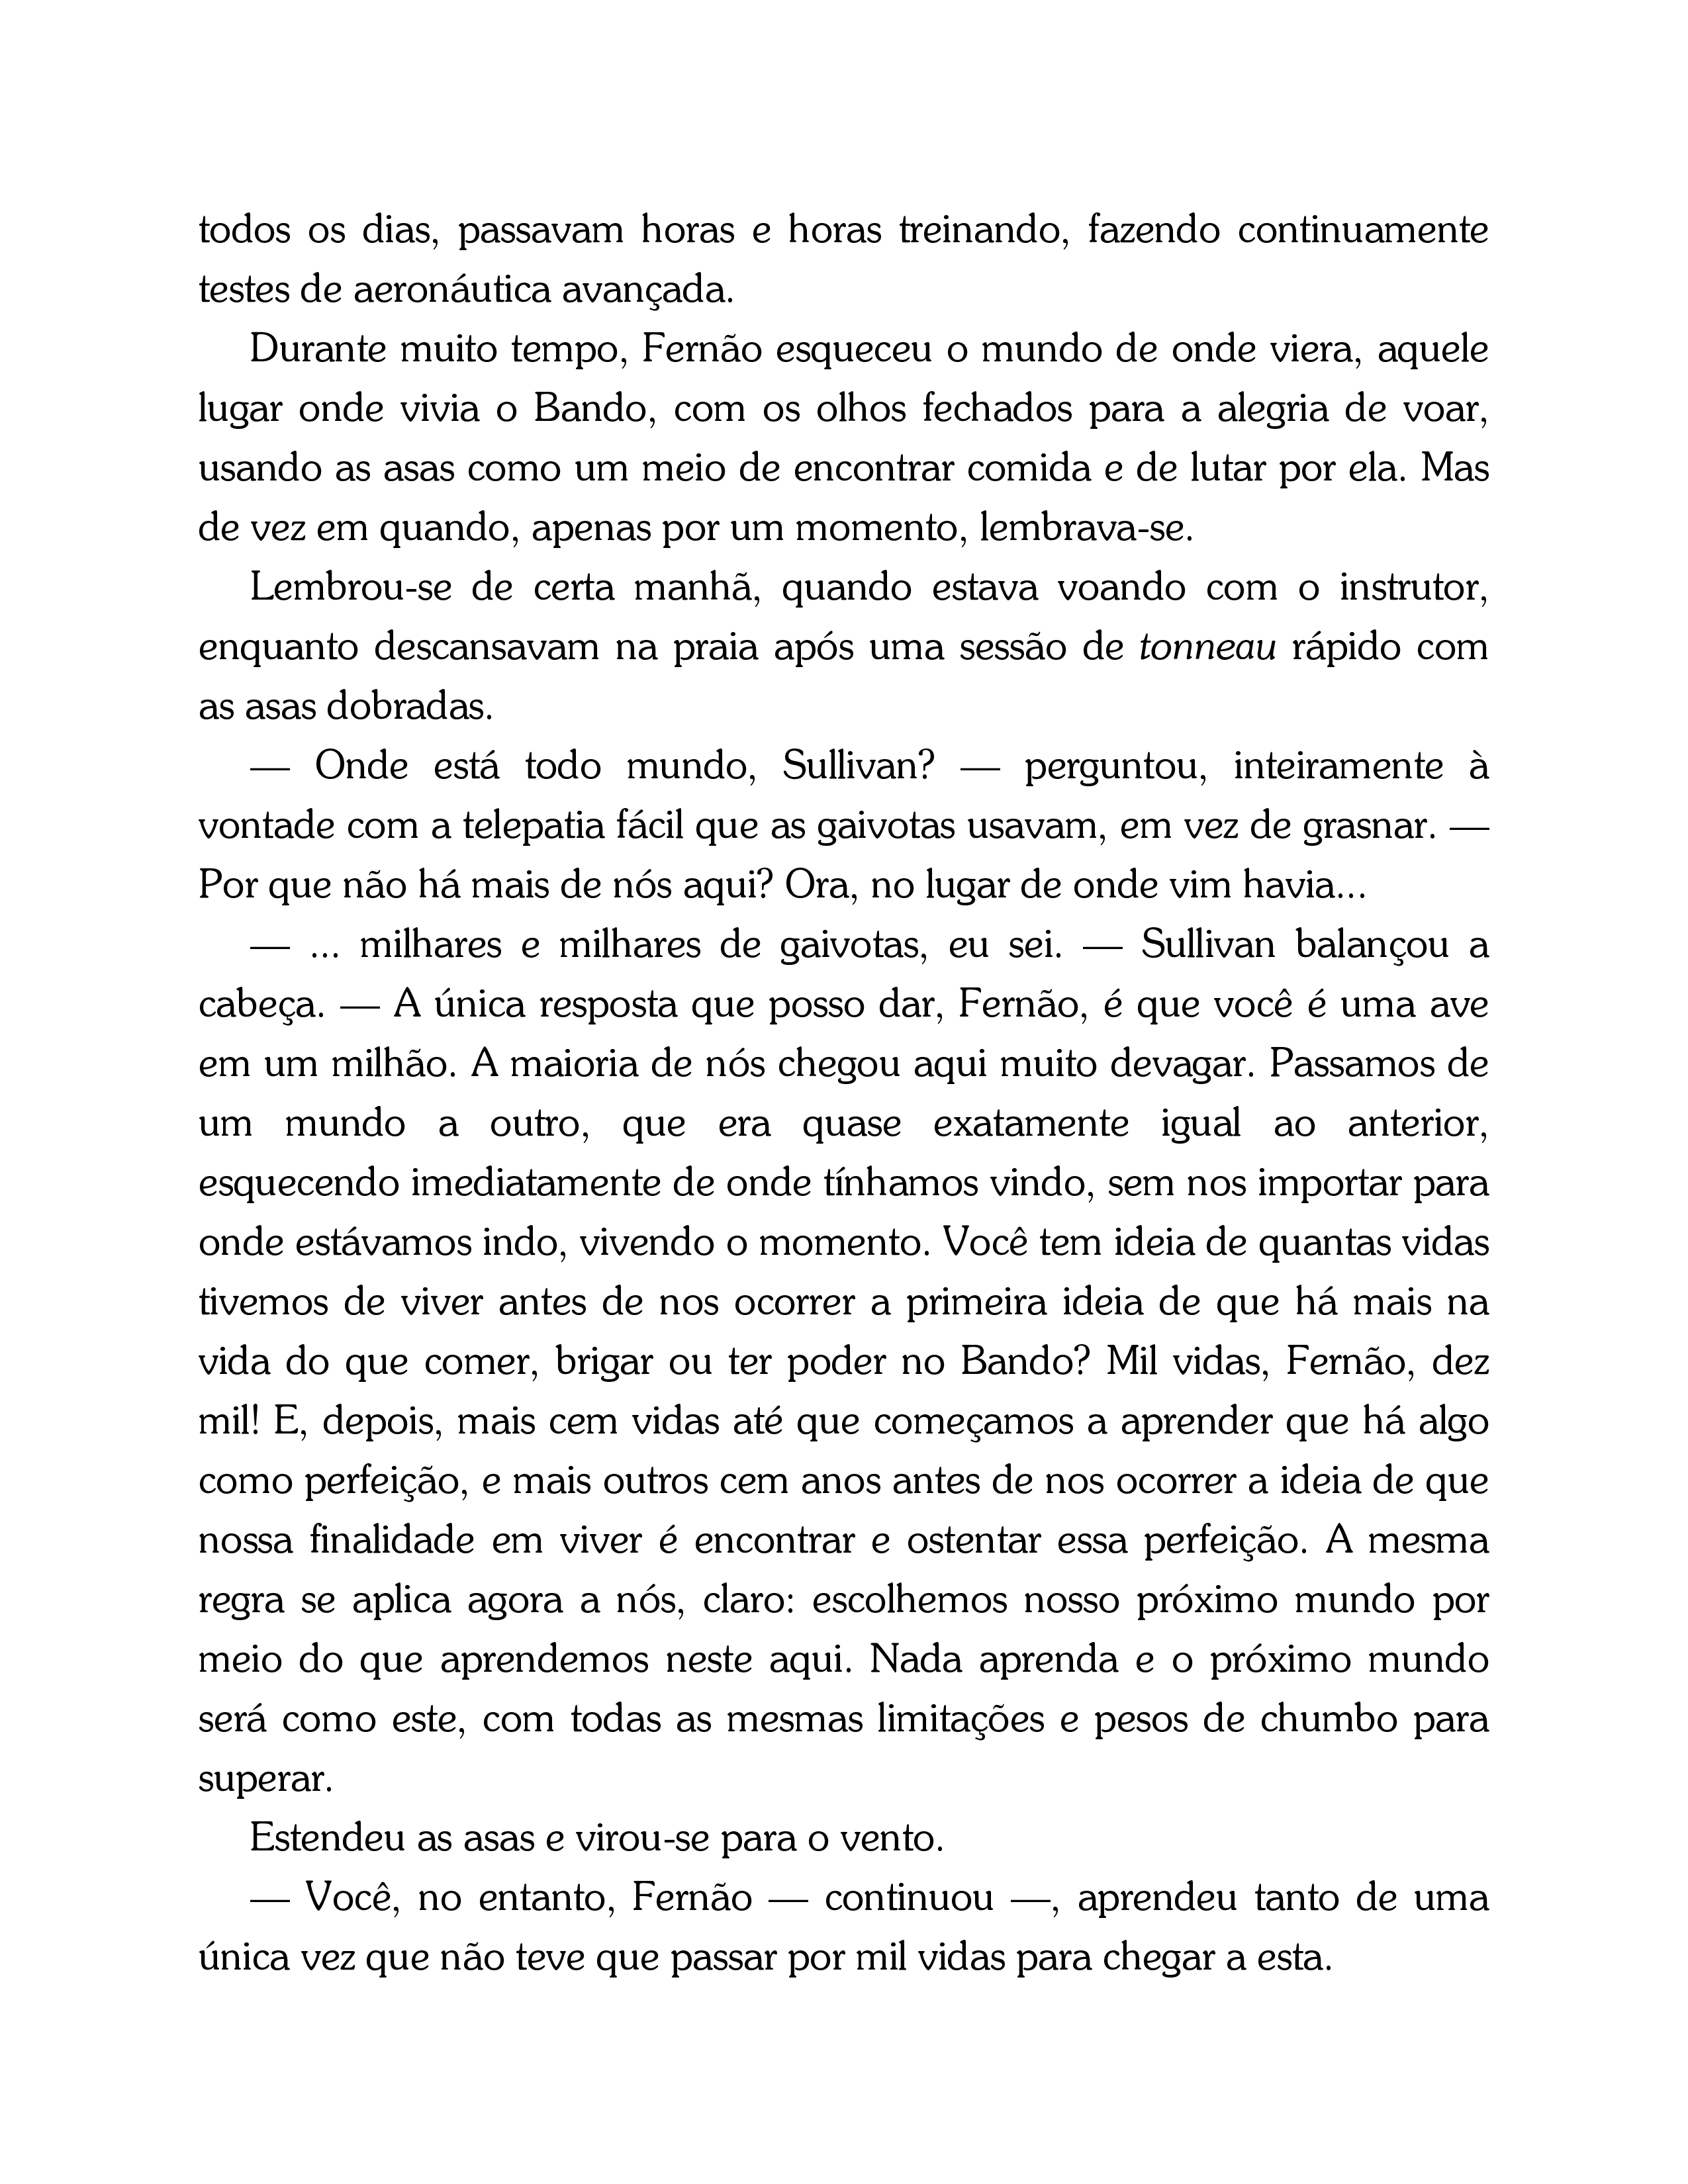 todos os dias, passavam horas e horas treinando, fazendo continuamente
testes de aeronáutica avançada.
Durante muito tempo, Fernão esqueceu o mundo de onde viera, aquele
lugar onde vivia o Bando, com os olhos fechados para a alegria de voar,
usando as asas como um meio de encontrar comida e de lutar por ela. Mas
de vez em quando, apenas por um momento, lembrava-se.
Lembrou-se de certa manhã, quando estava voando com o instrutor,
enquanto descansavam na praia após uma sessão de tonneau rápido com
as asas dobradas.
— Onde está todo mundo, Sullivan? — perguntou, inteiramente à
vontade com a telepatia fácil que as gaivotas usavam, em vez de grasnar. —
Por que não há mais de nós aqui? Ora, no lugar de onde vim havia...
— ... milhares e milhares de gaivotas, eu sei. — Sullivan balançou a
cabeça. — A única resposta que posso dar, Fernão, é que você é uma ave
em um milhão. A maioria de nós chegou aqui muito devagar. Passamos de
um mundo a outro, que era quase exatamente igual ao anterior,
esquecendo imediatamente de onde tínhamos vindo, sem nos importar para
onde estávamos indo, vivendo o momento. Você tem ideia de quantas vidas
tivemos de viver antes de nos ocorrer a primeira ideia de que há mais na
vida do que comer, brigar ou ter poder no Bando? Mil vidas, Fernão, dez
mil! E, depois, mais cem vidas até que começamos a aprender que há algo
como perfeição, e mais outros cem anos antes de nos ocorrer a ideia de que
nossa finalidade em viver é encontrar e ostentar essa perfeição. A mesma
regra se aplica agora a nós, claro: escolhemos nosso próximo mundo por
meio do que aprendemos neste aqui. Nada aprenda e o próximo mundo
será como este, com todas as mesmas limitações e pesos de chumbo para
superar.
Estendeu as asas e virou-se para o vento.
— Você, no entanto, Fernão — continuou —, aprendeu tanto de uma
única vez que não teve que passar por mil vidas para chegar a esta.